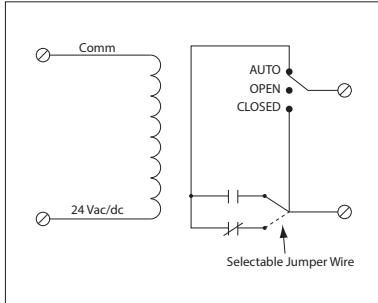 Comm
AUTO
OPEN
CLOSED
24 Vac/dc
Selectable Jumper Wire